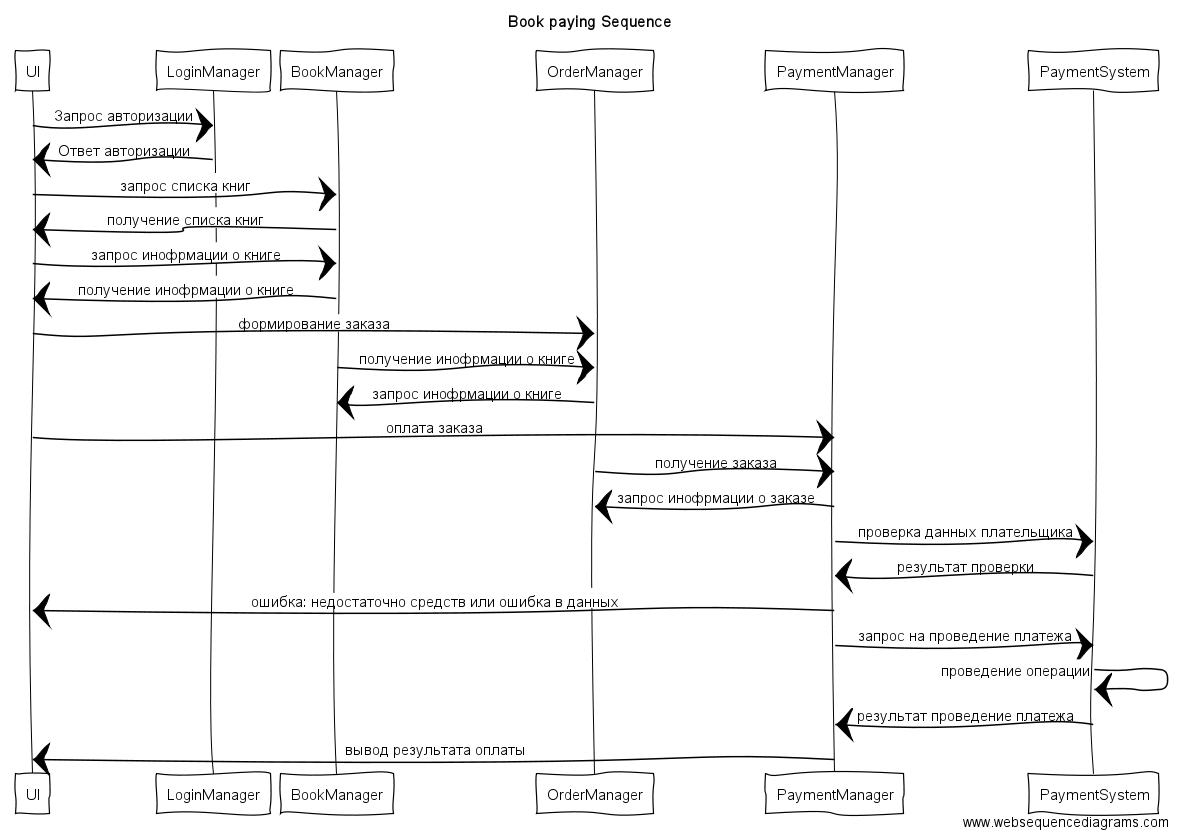 Book paying Sequence
UI
LoginManager
BookManager
OrderManager
PaymentManager
PaymentSystem
Запрос авторизации
Ответ авторизации
запрос списка книг
получение списка книг
запрос инофрмации о книге
получение инофрмации о книге
формирование заказа
получение инофрмации о книге
запрос инофрмации о книге
оплата заказа
получение заказа
запрос инофрмации о заказе
проверка данных плательщика
результат проверки
ошибка: недостаточно средств или ошибка в данных
запрос на проведение платежа
проведение операции
результат проведение платежа
вывод результата оплаты
UI
LoginManager
BookManager
OrderManager
PaymentManager
PaymentSystem
www.websequencediagrams.com